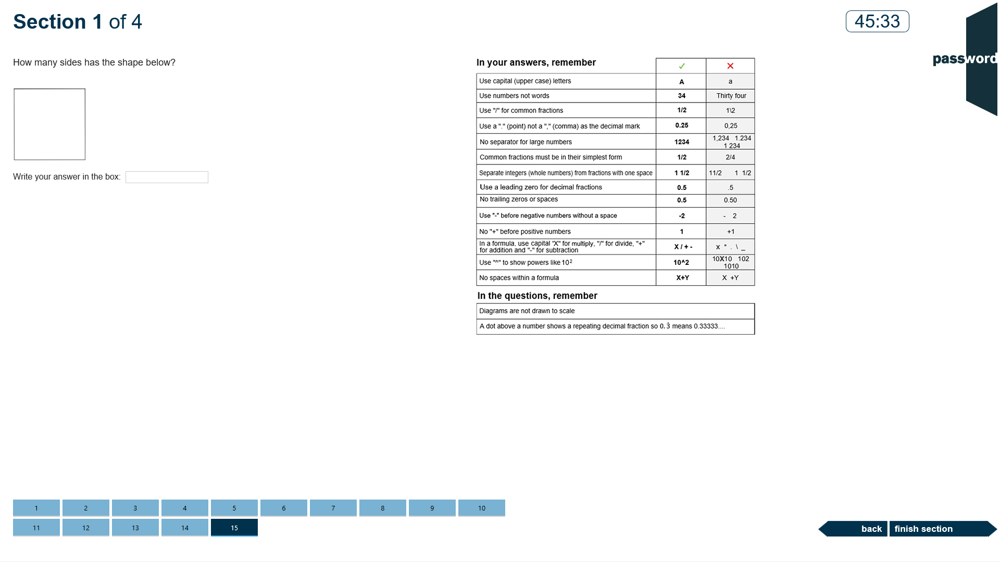 Section 1 of 4
45:33
password
How many sides has the shape below?
Write your answer in the box:
In your answers, remember
✓ ✕
Use capital (upper case) letters A a
Use numbers not words 34 Thirty four
Use "/" for common fractions 1/2 1\2
Use a "." (point) not a "," (comma) as the decimal mark 0.25 0,25
No separator for large numbers 1234 1,234 1.234
1 234
Common fractions must be in their simplest form 1/2 2/4
Separate integers (whole numbers) from fractions with one space 1 1/2 11/2 1  1/2
Use a leading zero for decimal fractions 0.5 .5
No trailing zeros or spaces 0.5 0.50
Use "-" before negative numbers without a space -2 - 2
No "+" before positive numbers 1 +1
In a formula, use capital "X" for multiply, "/" for divide, "+"
for addition and "-" for subtraction X / + - x * . \ _
Use "^" to show powers like 10² 10^2 10X10 102
1010
No spaces within a formula X+Y X +Y
In the questions, remember
Diagrams are not drawn to scale
A dot above a number shows a repeating decimal fraction so 0.3̇ means 0.33333....
1 2 3 4 5 6 7 8 9 10
11 12 13 14 15
back finish section